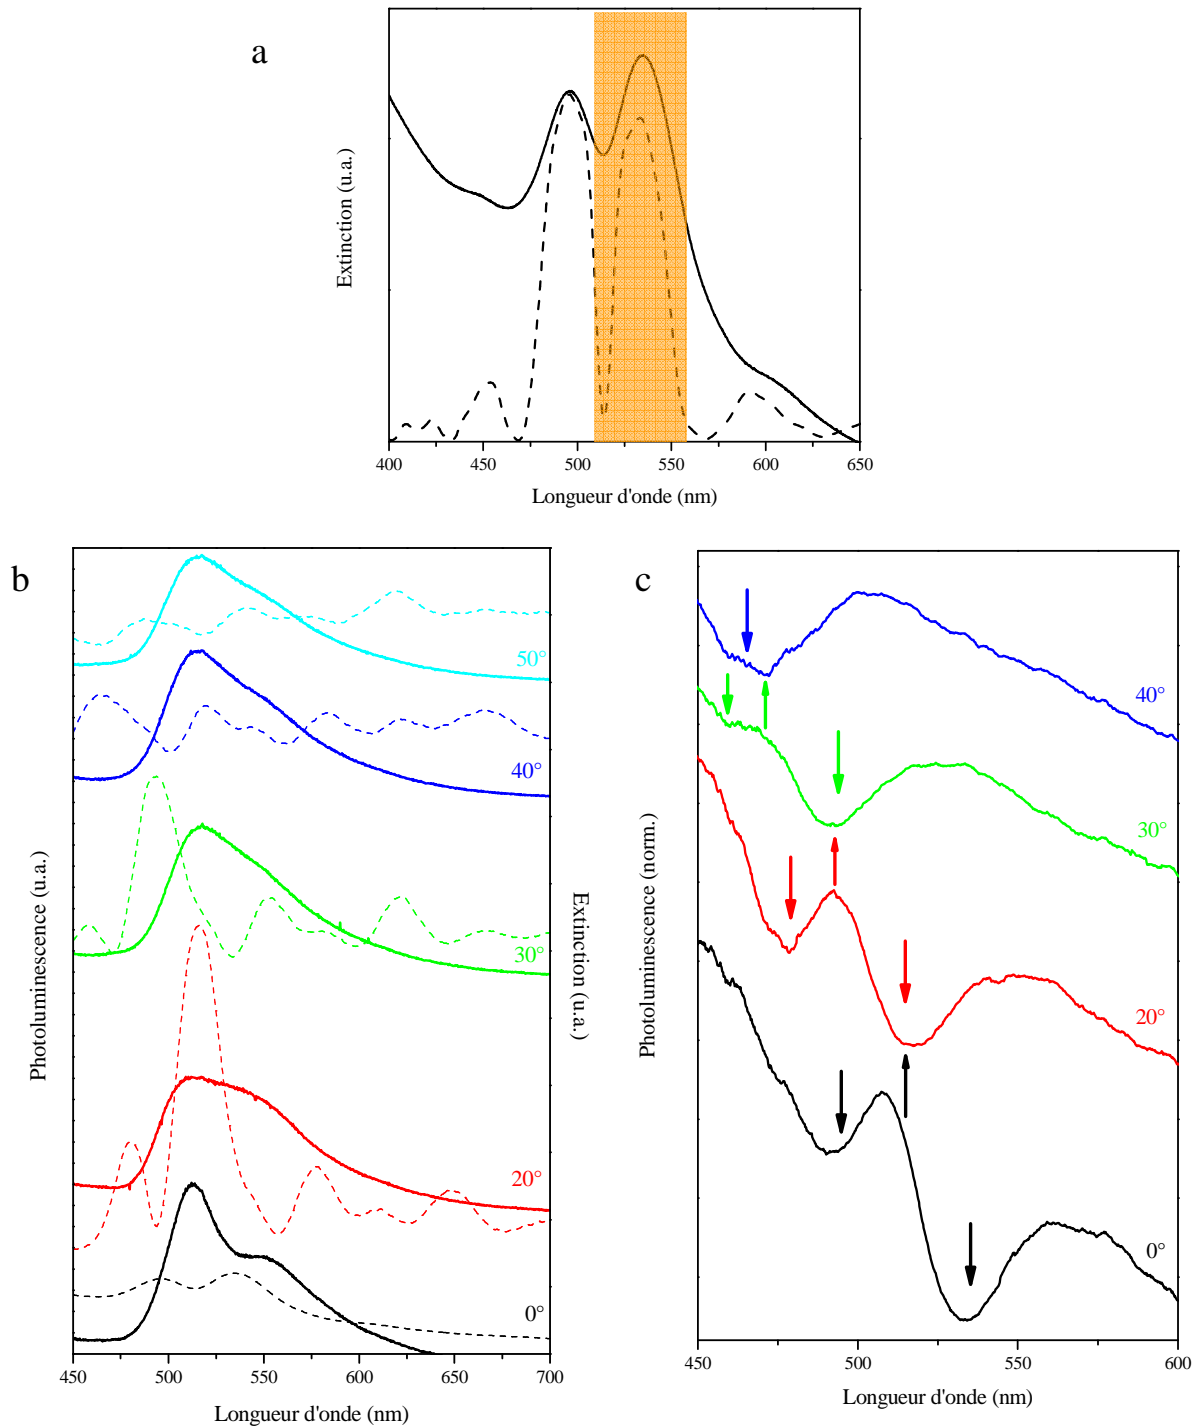 a
Extinction (u.a.)
400 450 500 550 600 650
Longueur d'onde (nm)
b
Photoluminescence (u.a.)
50°
40°
30°
20°
0°
Extinction (u.a.)
450 500 550 600 650 700
Longueur d'onde (nm)
c
Photoluminescence (norm.)
40°
30°
20°
0°
450 500 550 600
Longueur d'onde (nm)